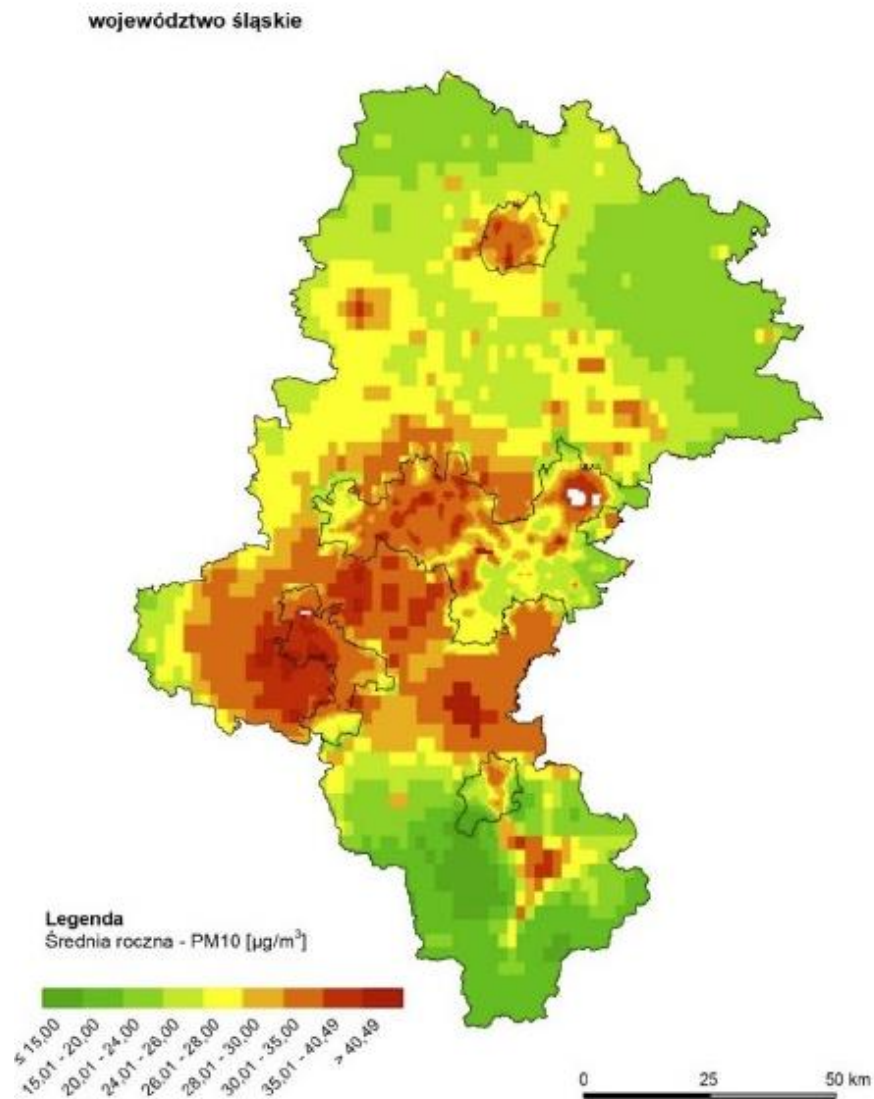 województwo śląskie
Legenda
Średnia roczna - PM10 [µg/m³]
≤ 15,00
15,01 - 20,00
20,01 - 24,00
24,01 - 26,00
26,01 - 28,00
28,01 - 30,00
30,01 - 35,00
35,01 - 40,49
> 40,49
0 25 50 km